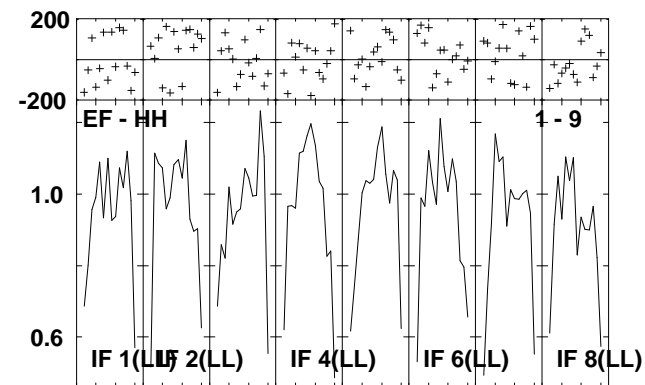 200
-200
EF - HH 1 - 9
1.0
0.6
IF 1(LL) IF 2(LL) IF 4(LL) IF 6(LL) IF 8(LL)